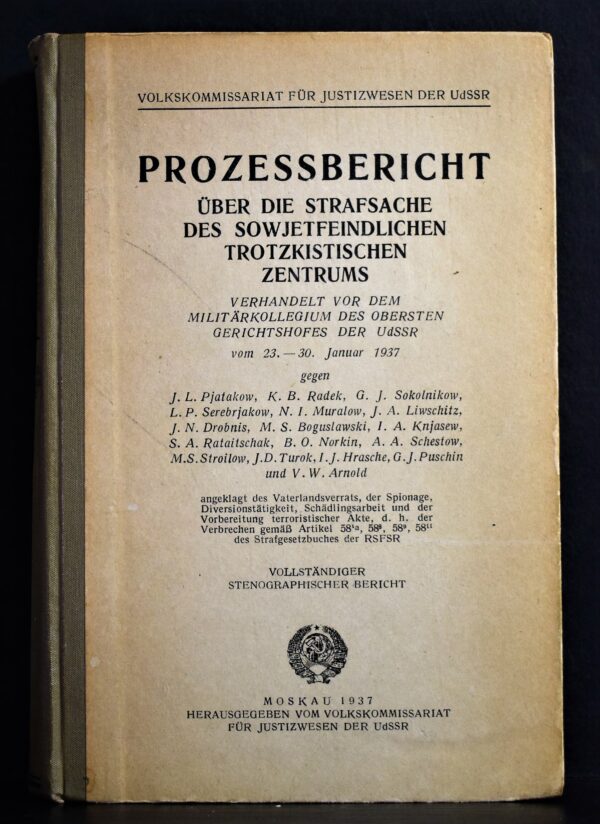 VOLKSKOMMISSARIAT FÜR JUSTIZWESEN DER UdSSR
PROZESSBERICHT
ÜBER DIE STRAFSACHE
DES SOWJETFEINDLICHEN
TROTZKISTISCHEN
ZENTRUMS
VERHANDELT VOR DEM
MILITÄRKOLLEGIUM DES OBERSTEN
GERICHTSHOFES DER UdSSR
vom 23. — 30. Januar 1937
gegen
J. L. Pjatakow, K. B. Radek, G. J. Sokolnikow,
L. P. Serebrjakow, N. I. Muralow, J. A. Liwschitz,
J. N. Drobnis, M. S. Boguslawski, I. A. Knjasew,
S. A. Rataitschak, B. O. Norkin, A. A. Schestow,
M. S. Stroilow, J. D. Turok, I. J. Hrasche, G. J. Puschin
und V. W. Arnold
angeklagt des Vaterlandsverrats, der Spionage,
Diversionstätigkeit, Schädlingsarbeit und der
Vorbereitung terroristischer Akte, d. h. der
Verbrechen gemäß Artikel 58¹ᵃ, 58⁸, 58⁹, 58¹¹
des Strafgesetzbuches der RSFSR
VOLLSTÄNDIGER
STENOGRAPHISCHER BERICHT
MOSKAU 1937
HERAUSGEGEBEN VOM VOLKSKOMMISSARIAT
FÜR JUSTIZWESEN DER UdSSR